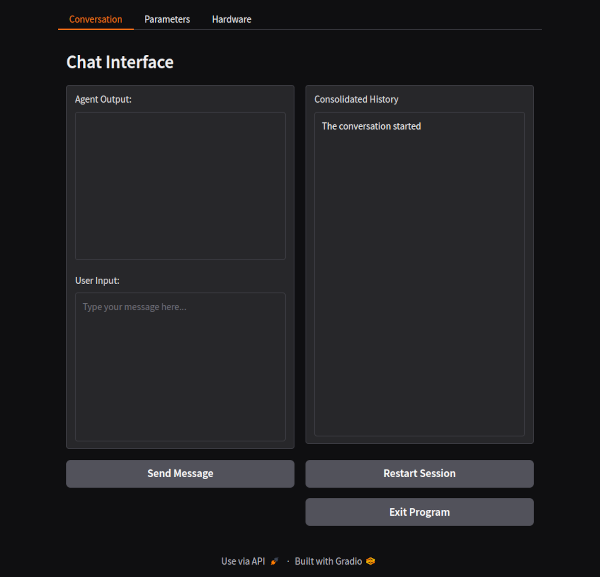 Conversation Parameters Hardware
Chat Interface
Agent Output:
User Input:
Type your message here...
Send Message
Consolidated History
The conversation started
Restart Session
Exit Program
Use via API · Built with Gradio